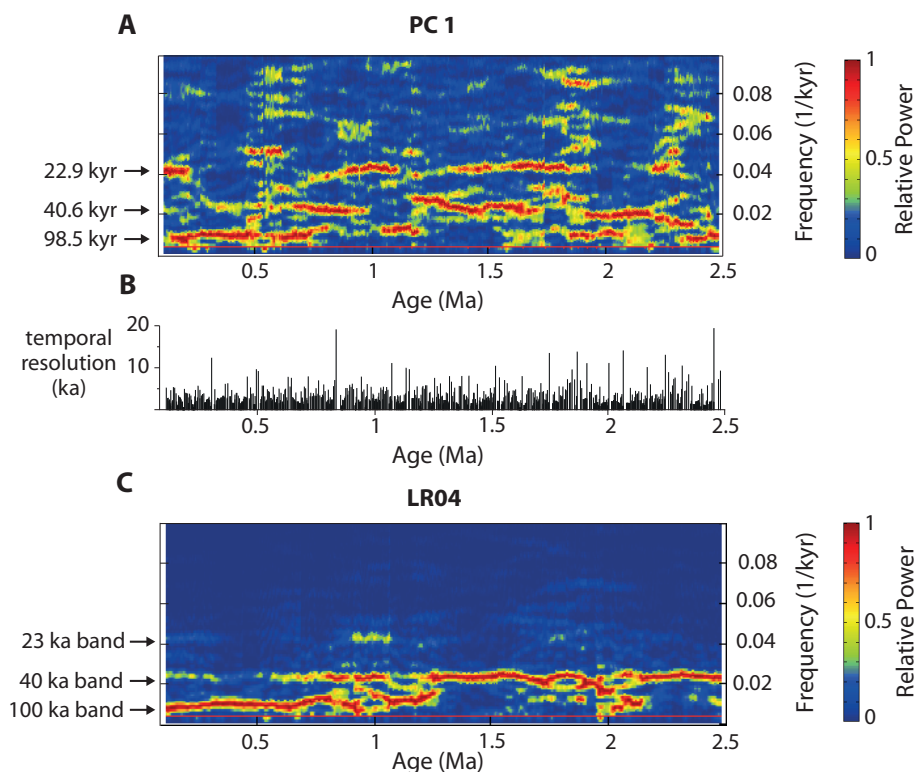 A
PC 1
22.9 kyr
40.6 kyr
98.5 kyr
0.08
0.06
0.04
0.02
Frequency (1/kyr)
1
0.5
0
Relative Power
0.5
1
1.5
2
2.5
Age (Ma)
B
temporal
resolution
(ka)
20
10
0.5
1
1.5
2
2.5
Age (Ma)
C
LR04
23 ka band
40 ka band
100 ka band
0.08
0.06
0.04
0.02
Frequency (1/kyr)
1
0.5
0
Relative Power
0.5
1
1.5
2
2.5
Age (Ma)